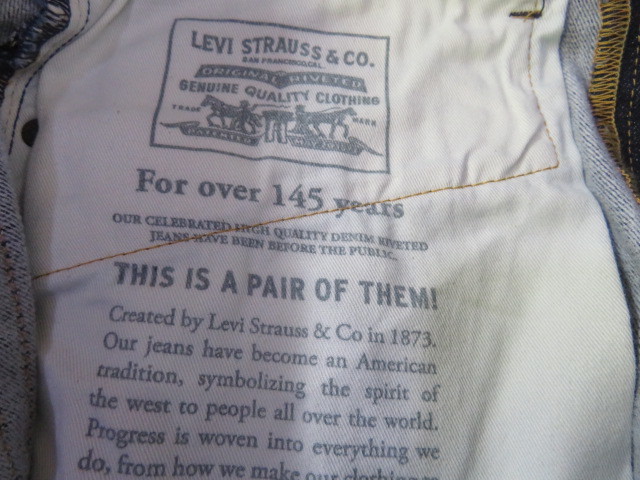 LEVI STRAUSS & CO.
SAN FRANCISCO, CAL.
ORIGINAL RIVETED
GENUINE QUALITY CLOTHING
TRADE MARK
PATENTED
For over 145 years
OUR CELEBRATED HIGH QUALITY DENIM RIVETED
JEANS HAVE BEEN BEFORE THE PUBLIC.
THIS IS A PAIR OF THEM!
Created by Levi Strauss & Co in 1873.
Our jeans have become an American
tradition, symbolizing the spirit of
the west to people all over the world.
Progress is woven into everything we
do, from how we make our clothing